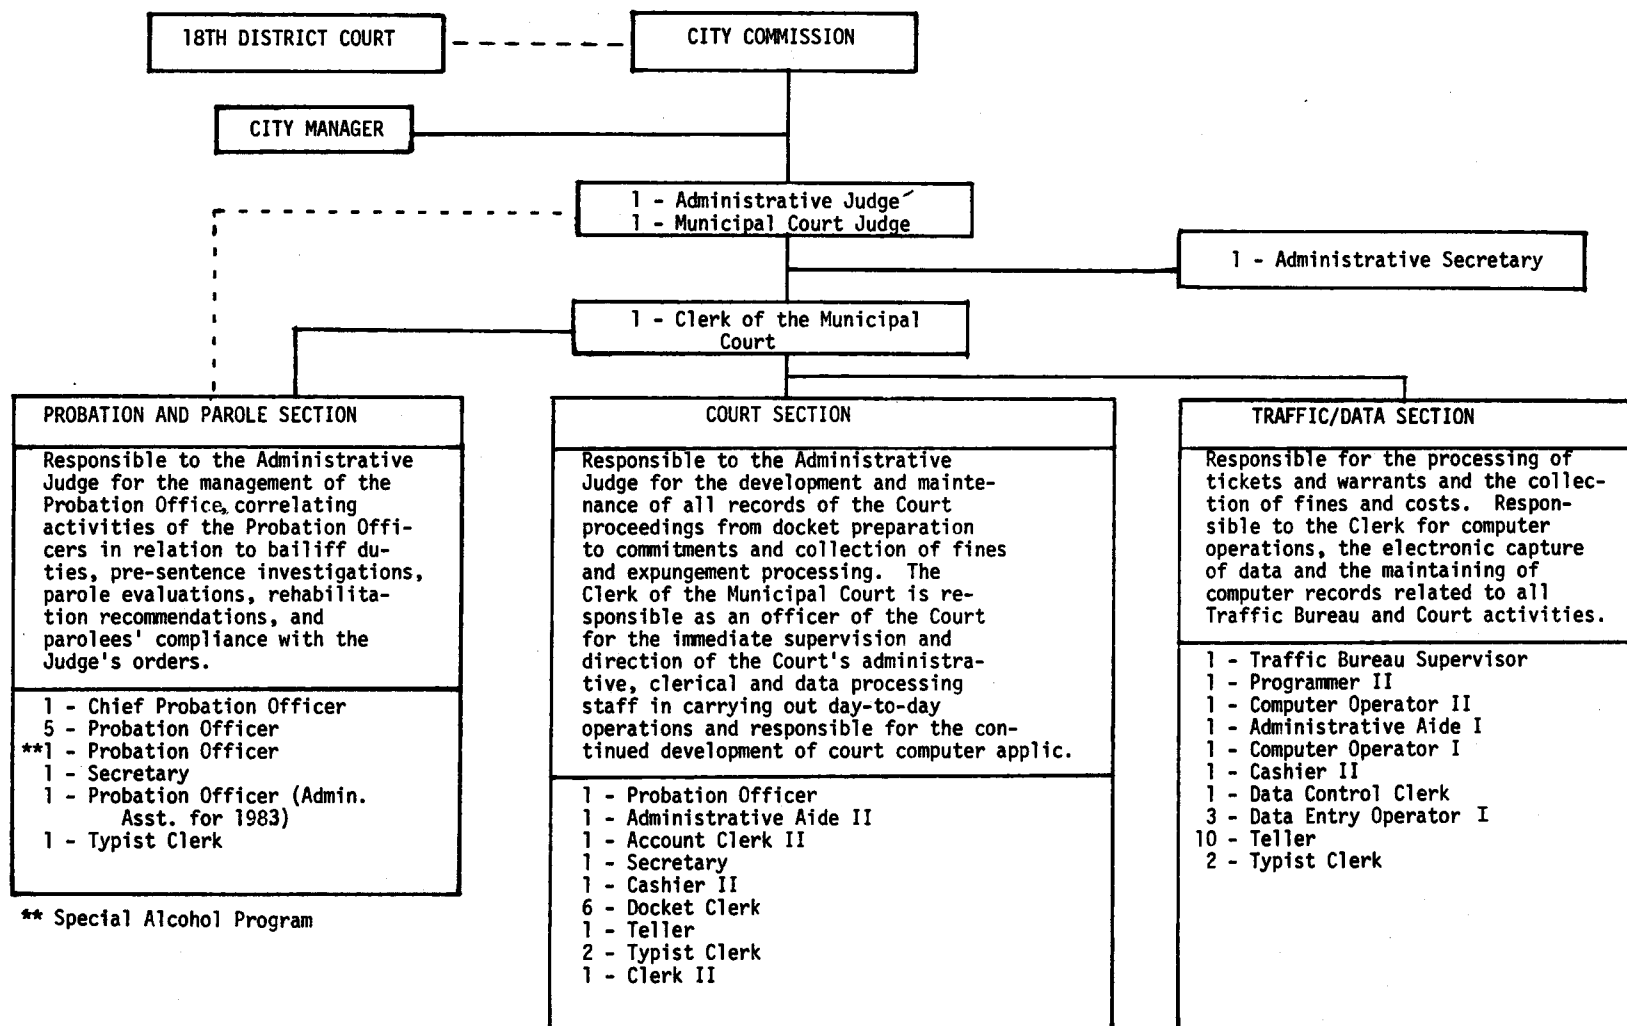 18TH DISTRICT COURT
CITY COMMISSION
CITY MANAGER
1 - Administrative Judge
1 - Municipal Court Judge
1 - Administrative Secretary
1 - Clerk of the Municipal
Court
PROBATION AND PAROLE SECTION
Responsible to the Administrative
Judge for the management of the
Probation Office, correlating
activities of the Probation Offi-
cers in relation to bailiff du-
ties, pre-sentence investigations,
parole evaluations, rehabilita-
tion recommendations, and
parolees' compliance with the
Judge's orders.
1 - Chief Probation Officer
5 - Probation Officer
**1 - Probation Officer
1 - Secretary
1 - Probation Officer (Admin.
Asst. for 1983)
1 - Typist Clerk
** Special Alcohol Program
COURT SECTION
Responsible to the Administrative
Judge for the development and mainte-
nance of all records of the Court
proceedings from docket preparation
to commitments and collection of fines
and expungement processing. The
Clerk of the Municipal Court is re-
sponsible as an officer of the Court
for the immediate supervision and
direction of the Court's administra-
tive, clerical and data processing
staff in carrying out day-to-day
operations and responsible for the con-
tinued development of court computer applic.
1 - Probation Officer
1 - Administrative Aide II
1 - Account Clerk II
1 - Secretary
1 - Cashier II
6 - Docket Clerk
1 - Teller
2 - Typist Clerk
1 - Clerk II
TRAFFIC/DATA SECTION
Responsible for the processing of
tickets and warrants and the collec-
tion of fines and costs. Respon-
sible to the Clerk for computer
operations, the electronic capture
of data and the maintaining of
computer records related to all
Traffic Bureau and Court activities.
1 - Traffic Bureau Supervisor
1 - Programmer II
1 - Computer Operator II
1 - Administrative Aide I
1 - Computer Operator I
1 - Cashier II
1 - Data Control Clerk
3 - Data Entry Operator I
10 - Teller
2 - Typist Clerk